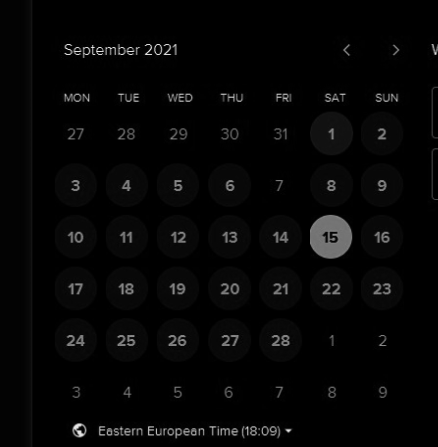 September 2021
MON TUE WED THU FRI SAT SUN
27 28 29 30 31 1 2
3 4 5 6 7 8 9
10 11 12 13 14 15 16
17 18 19 20 21 22 23
24 25 26 27 28 1 2
3 4 5 6 7 8 9
Eastern European Time (18:09)